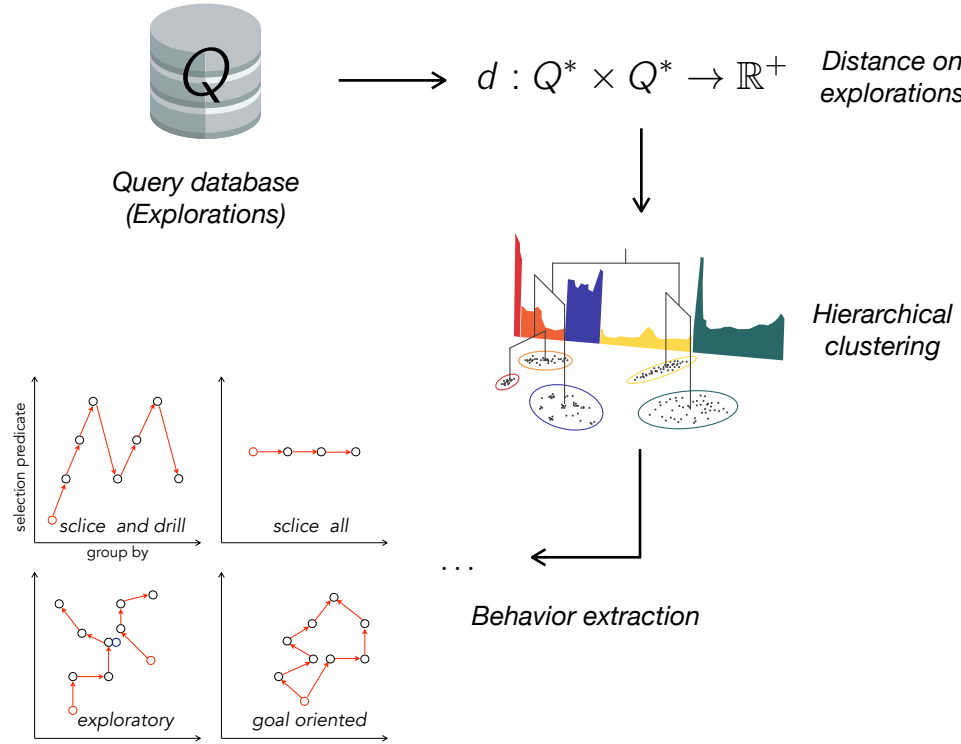 Q
d : Q* × Q* → ℝ⁺
Distance on
explorations
Query database
(Explorations)
Hierarchical
clustering
selection predicate
sclice and drill
group by
sclice all
...
Behavior extraction
exploratory
goal oriented